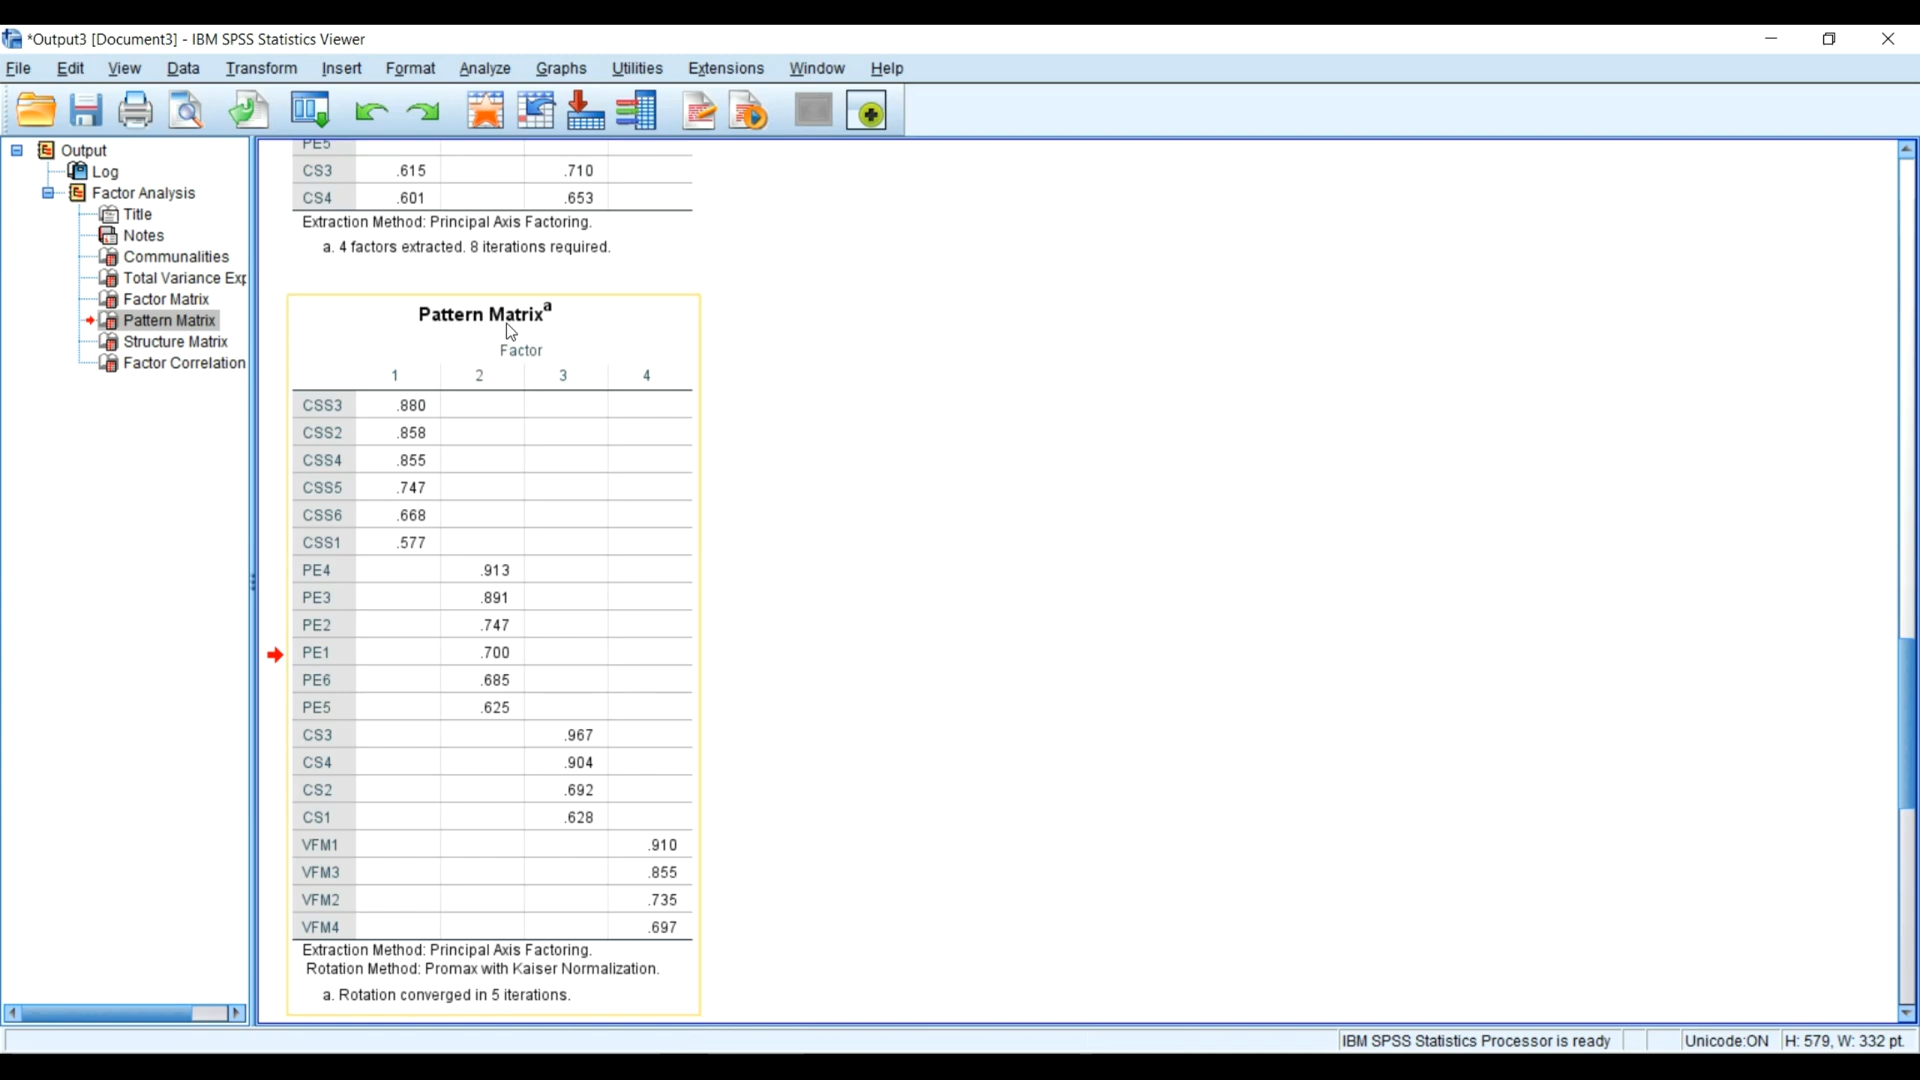 *Output3 [Document3] - IBM SPSS Statistics Viewer
File Edit View Data Transform Insert Format Analyze Graphs Utilities Extensions Window Help
Output
Log
Factor Analysis
Title
Notes
Communalities
Total Variance Exp
Factor Matrix
Pattern Matrix
Structure Matrix
Factor Correlation
PE5
CS3 .615 .710
CS4 .601 .653
Extraction Method: Principal Axis Factoring.
a. 4 factors extracted. 8 iterations required.
Pattern Matrixa
Factor
1 2 3 4
CSS3 .880
CSS2 .858
CSS4 .855
CSS5 .747
CSS6 .668
CSS1 .577
PE4 .913
PE3 .891
PE2 .747
PE1 .700
PE6 .685
PE5 .625
CS3 .967
CS4 .904
CS2 .692
CS1 .628
VFM1 .910
VFM3 .855
VFM2 .735
VFM4 .697
Extraction Method: Principal Axis Factoring.
Rotation Method: Promax with Kaiser Normalization.
a. Rotation converged in 5 iterations.
IBM SPSS Statistics Processor is ready Unicode:ON H: 579, W: 332 pt.